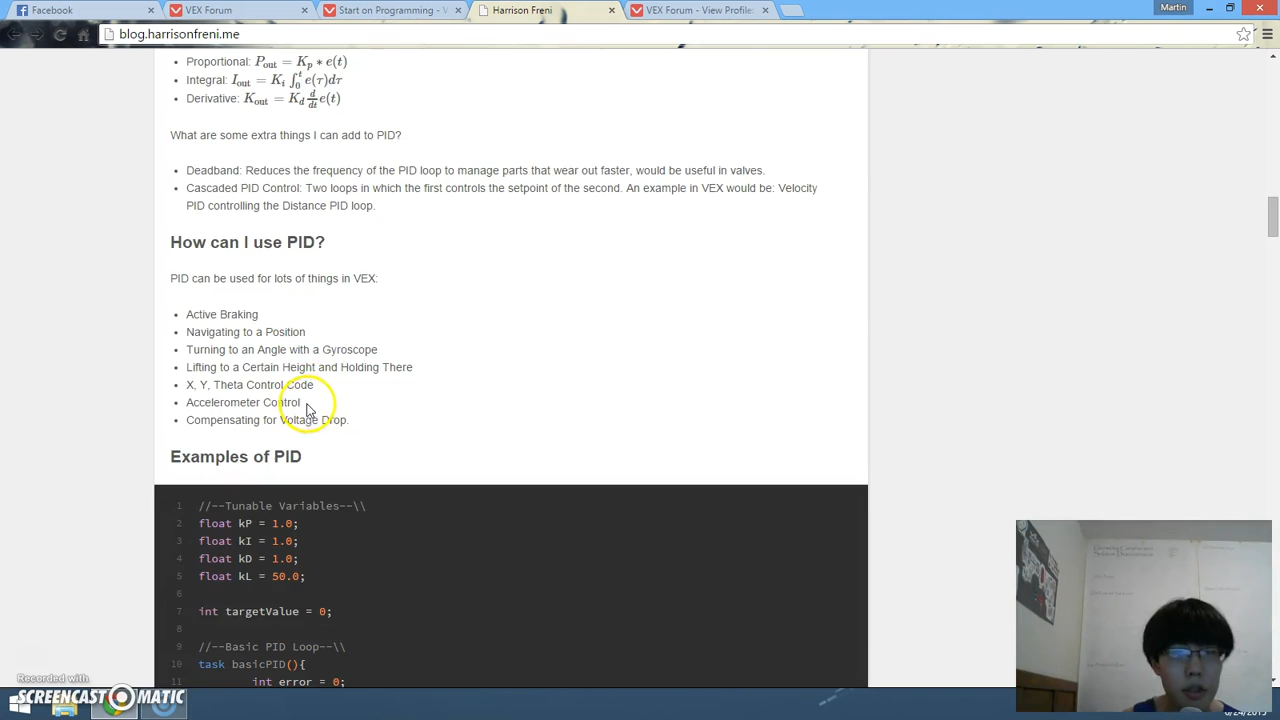 Facebook
VEX Forum
Start on Programming - V
Harrison Freni
VEX Forum - View Profile:
Martin
blog.harrisonfreni.me
Proportional: P_out = K_p * e(t)
Integral: I_out = K_i ∫_0^t e(τ)dτ
Derivative: K_out = K_d d/dt e(t)
What are some extra things I can add to PID?
Deadband: Reduces the frequency of the PID loop to manage parts that wear out faster, would be useful in valves.
Cascaded PID Control: Two loops in which the first controls the setpoint of the second. An example in VEX would be: Velocity
PID controlling the Distance PID loop.
How can I use PID?
PID can be used for lots of things in VEX:
Active Braking
Navigating to a Position
Turning to an Angle with a Gyroscope
Lifting to a Certain Height and Holding There
X, Y, Theta Control Code
Accelerometer Control
Compensating for Voltage Drop.
Examples of PID
1 //--Tunable Variables--\\
2 float kP = 1.0;
3 float kI = 1.0;
4 float kD = 1.0;
5 float kL = 50.0;
6
7 int targetValue = 0;
8
9 //--Basic PID Loop--\\
10 task basicPID(){
11 int error = 0;
Recorded with
SCREENCAST-O-MATIC